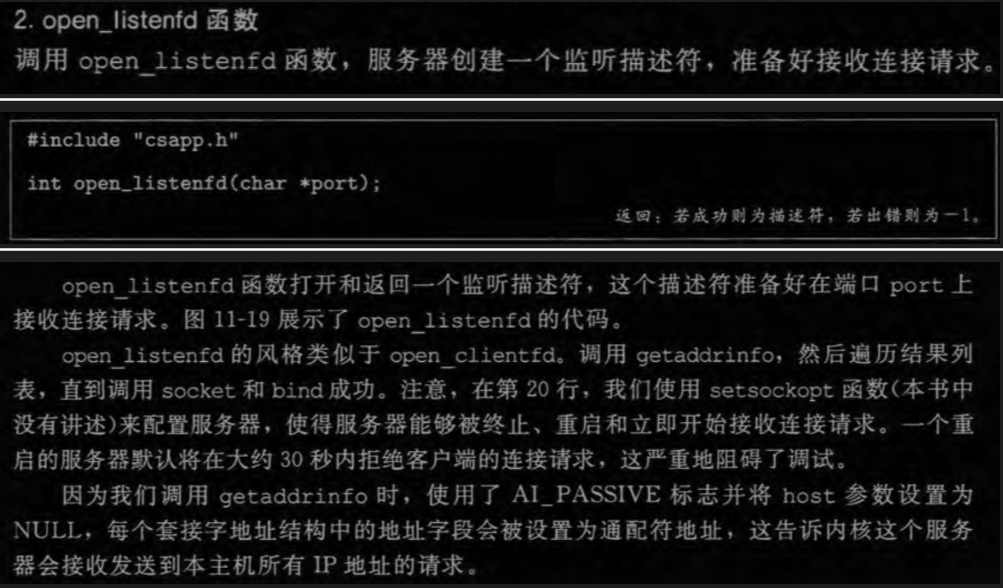 2. open_listenfd 函数
调用 open_listenfd 函数，服务器创建一个监听描述符，准备好接收连接请求。
#include "csapp.h"
int open_listenfd(char *port);
返回：若成功则为描述符，若出错则为－1。
open_listenfd 函数打开和返回一个监听描述符，这个描述符准备好在端口 port 上
接收连接请求。图 11-19 展示了 open_listenfd 的代码。
open_listenfd 的风格类似于 open_clientfd。调用 getaddrinfo，然后遍历结果列
表，直到调用 socket 和 bind 成功。注意，在第 20 行，我们使用 setsockopt 函数(本书中
没有讲述)来配置服务器，使得服务器能够被终止、重启和立即开始接收连接请求。一个重
启的服务器默认将在大约 30 秒内拒绝客户端的连接请求，这严重地阻碍了调试。
因为我们调用 getaddrinfo 时，使用了 AI_PASSIVE 标志并将 host 参数设置为
NULL，每个套接字地址结构中的地址字段会被设置为通配符地址，这告诉内核这个服务
器会接收发送到本主机所有 IP 地址的请求。